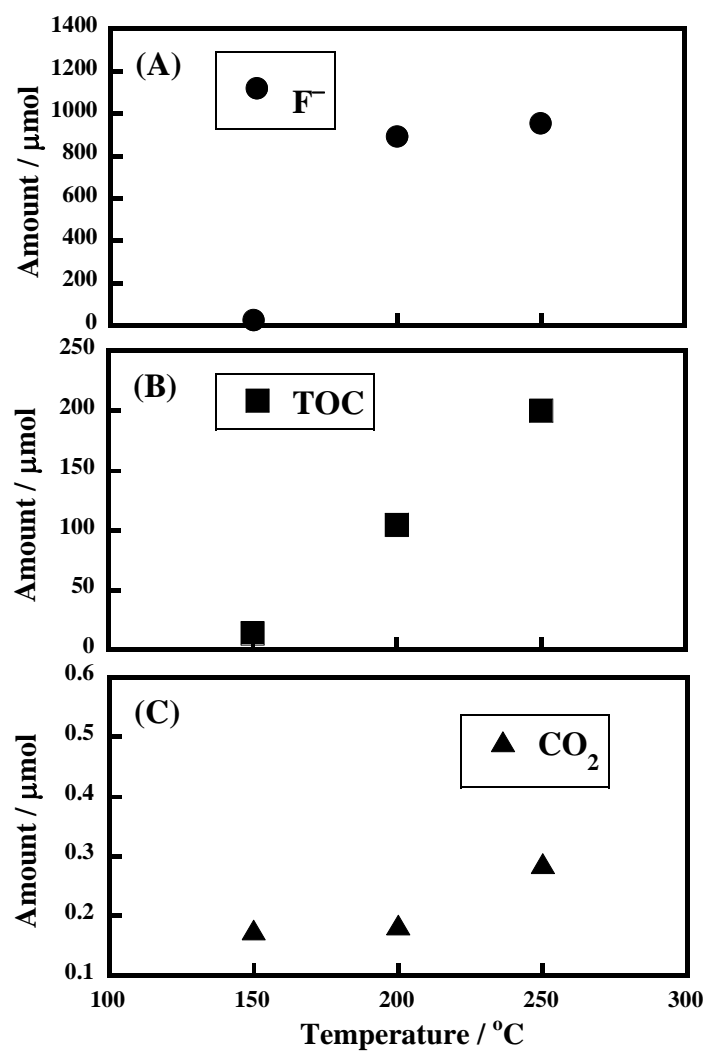 1400
(A)
F⁻
1200
1000
800
600
400
200
0
Amount / μmol
250
(B)
TOC
200
150
100
50
0
Amount / μmol
0.6
(C)
CO₂
0.5
0.4
0.3
0.2
0.1
Amount / μmol
100 150 200 250 300
Temperature / °C